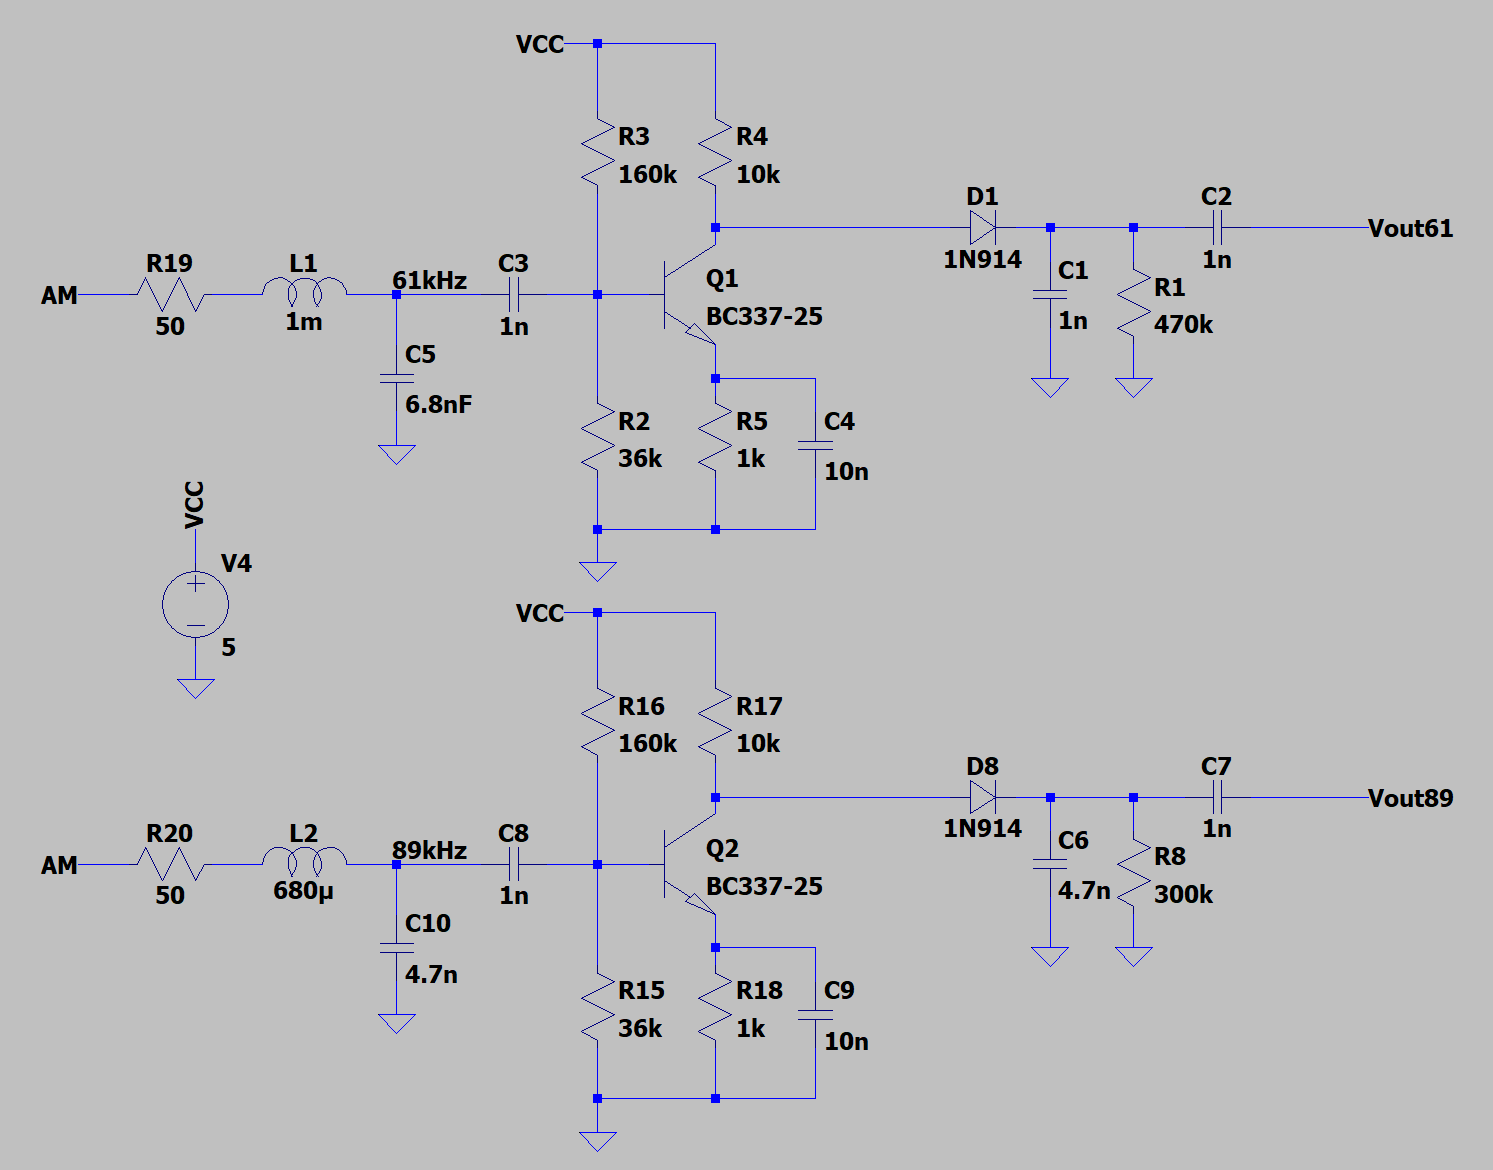 VCC
R3
160k
R4
10k
D1
1N914
C2
1n
Vout61
AM
R19
50
L1
1m
61kHz
C3
1n
Q1
BC337-25
C1
1n
R1
470k
C5
6.8nF
R2
36k
R5
1k
C4
10n
VCC
V4
5
VCC
R16
160k
R17
10k
D8
1N914
C7
1n
Vout89
AM
R20
50
L2
680µ
89kHz
C8
1n
Q2
BC337-25
C6
4.7n
R8
300k
C10
4.7n
R15
36k
R18
1k
C9
10n